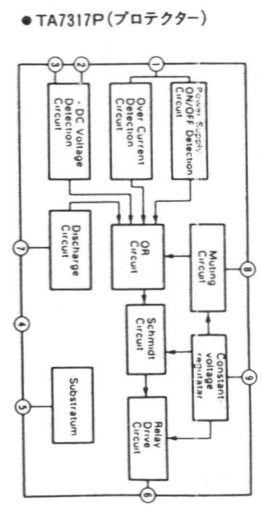 ● TA7317P(プロテクター)
1
Power Supply
ON/OFF Detection
Circuit
Over Current
Detection
Circuit
2
3
・DC Voltage
Detection
Circuit
8
Muting
Circuit
OR
Circuit
Discharge
Circuit
7
9
Constant-
voltage
regulatar
Schmidt
Circuit
4
Relay
Drive
Circuit
Substratum
5
6